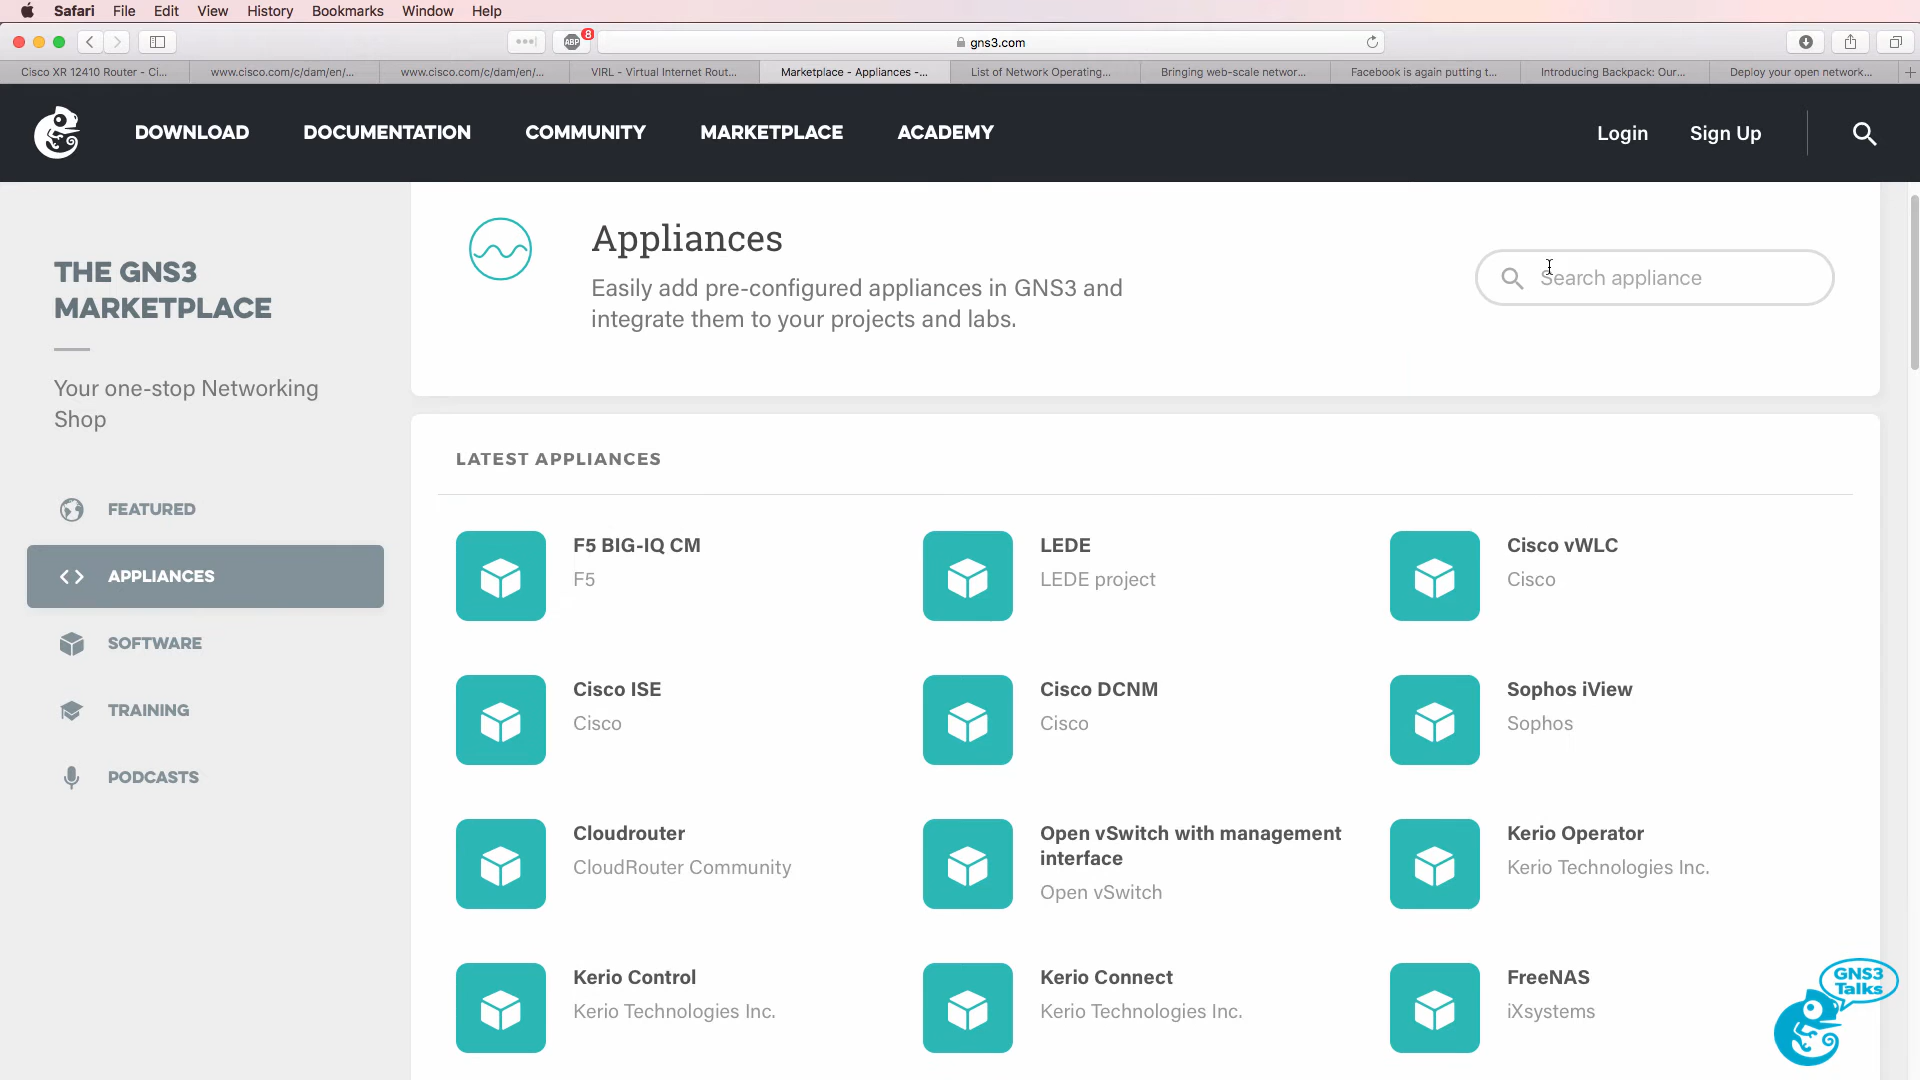 Safari File Edit View History Bookmarks Window Help
ABP 8 gns3.com
Cisco XR 12410 Router - Ci... www.cisco.com/c/dam/en/... www.cisco.com/c/dam/en/... VIRL - Virtual Internet Rout... Marketplace - Appliances -... List of Network Operating... Bringing web-scale networ... Facebook is again putting t... Introducing Backpack: Our... Deploy your open network...
DOWNLOAD DOCUMENTATION COMMUNITY MARKETPLACE ACADEMY Login Sign Up
THE GNS3
MARKETPLACE
Your one-stop Networking
Shop
FEATURED
APPLIANCES
SOFTWARE
TRAINING
PODCASTS
Appliances
Easily add pre-configured appliances in GNS3 and
integrate them to your projects and labs.
Search appliance
LATEST APPLIANCES
F5 BIG-IQ CM
F5
LEDE
LEDE project
Cisco vWLC
Cisco
Cisco ISE
Cisco
Cisco DCNM
Cisco
Sophos iView
Sophos
Cloudrouter
CloudRouter Community
Open vSwitch with management
interface
Open vSwitch
Kerio Operator
Kerio Technologies Inc.
Kerio Control
Kerio Technologies Inc.
Kerio Connect
Kerio Technologies Inc.
FreeNAS
iXsystems
GNS3
Talks